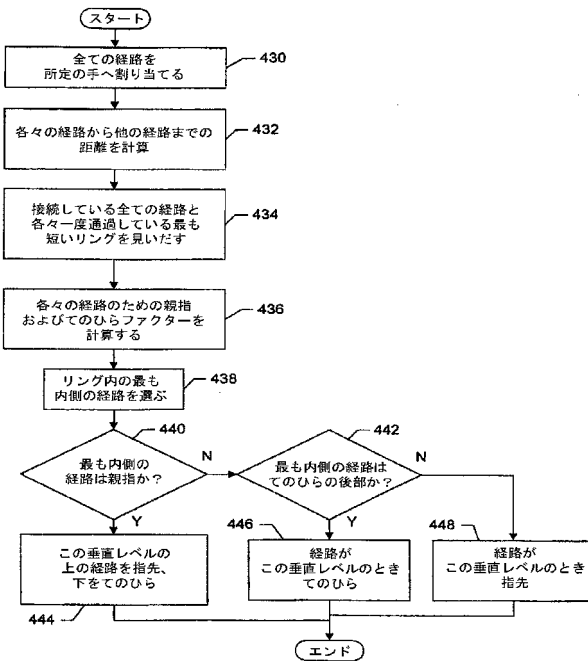 スタート
全ての経路を
所定の手へ割り当てる
430
各々の経路から他の経路までの
距離を計算
432
接続している全ての経路と
各々一度通過している最も
短いリングを見いだす
434
各々の経路のための親指
およびてのひらファクターを
計算する
436
リング内の最も
内側の経路を選ぶ
438
440
最も内側の
経路は親指か？
N
Y
442
最も内側の経路は
てのひらの後部か？
N
Y
この垂直レベルの
上の経路を指先、
下をてのひら
444
446
経路が
この垂直レベルのとき
てのひら
448
経路が
この垂直レベルのとき
指先
エンド